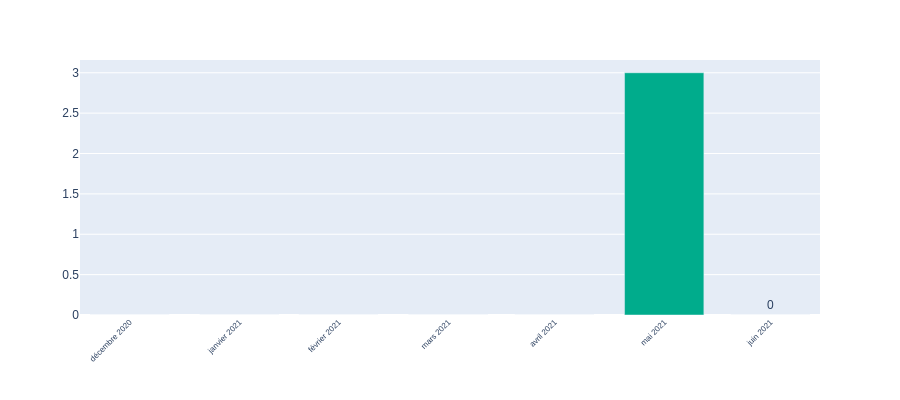 3
2.5
2
1.5
1
0.5
0
0
décembre 2020
janvier 2021
février 2021
mars 2021
avril 2021
mai 2021
juin 2021